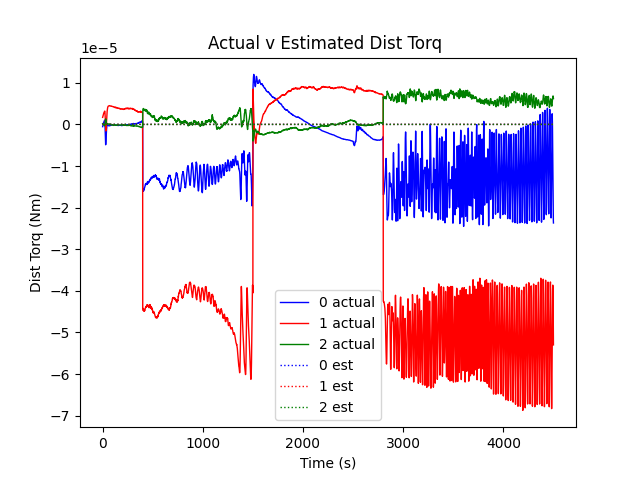 Actual v Estimated Dist Torq
1e−5
1
0
−1
−2
−3
−4
−5
−6
−7
Dist Torq (Nm)
0 actual
1 actual
2 actual
0 est
1 est
2 est
0 1000 2000 3000 4000
Time (s)